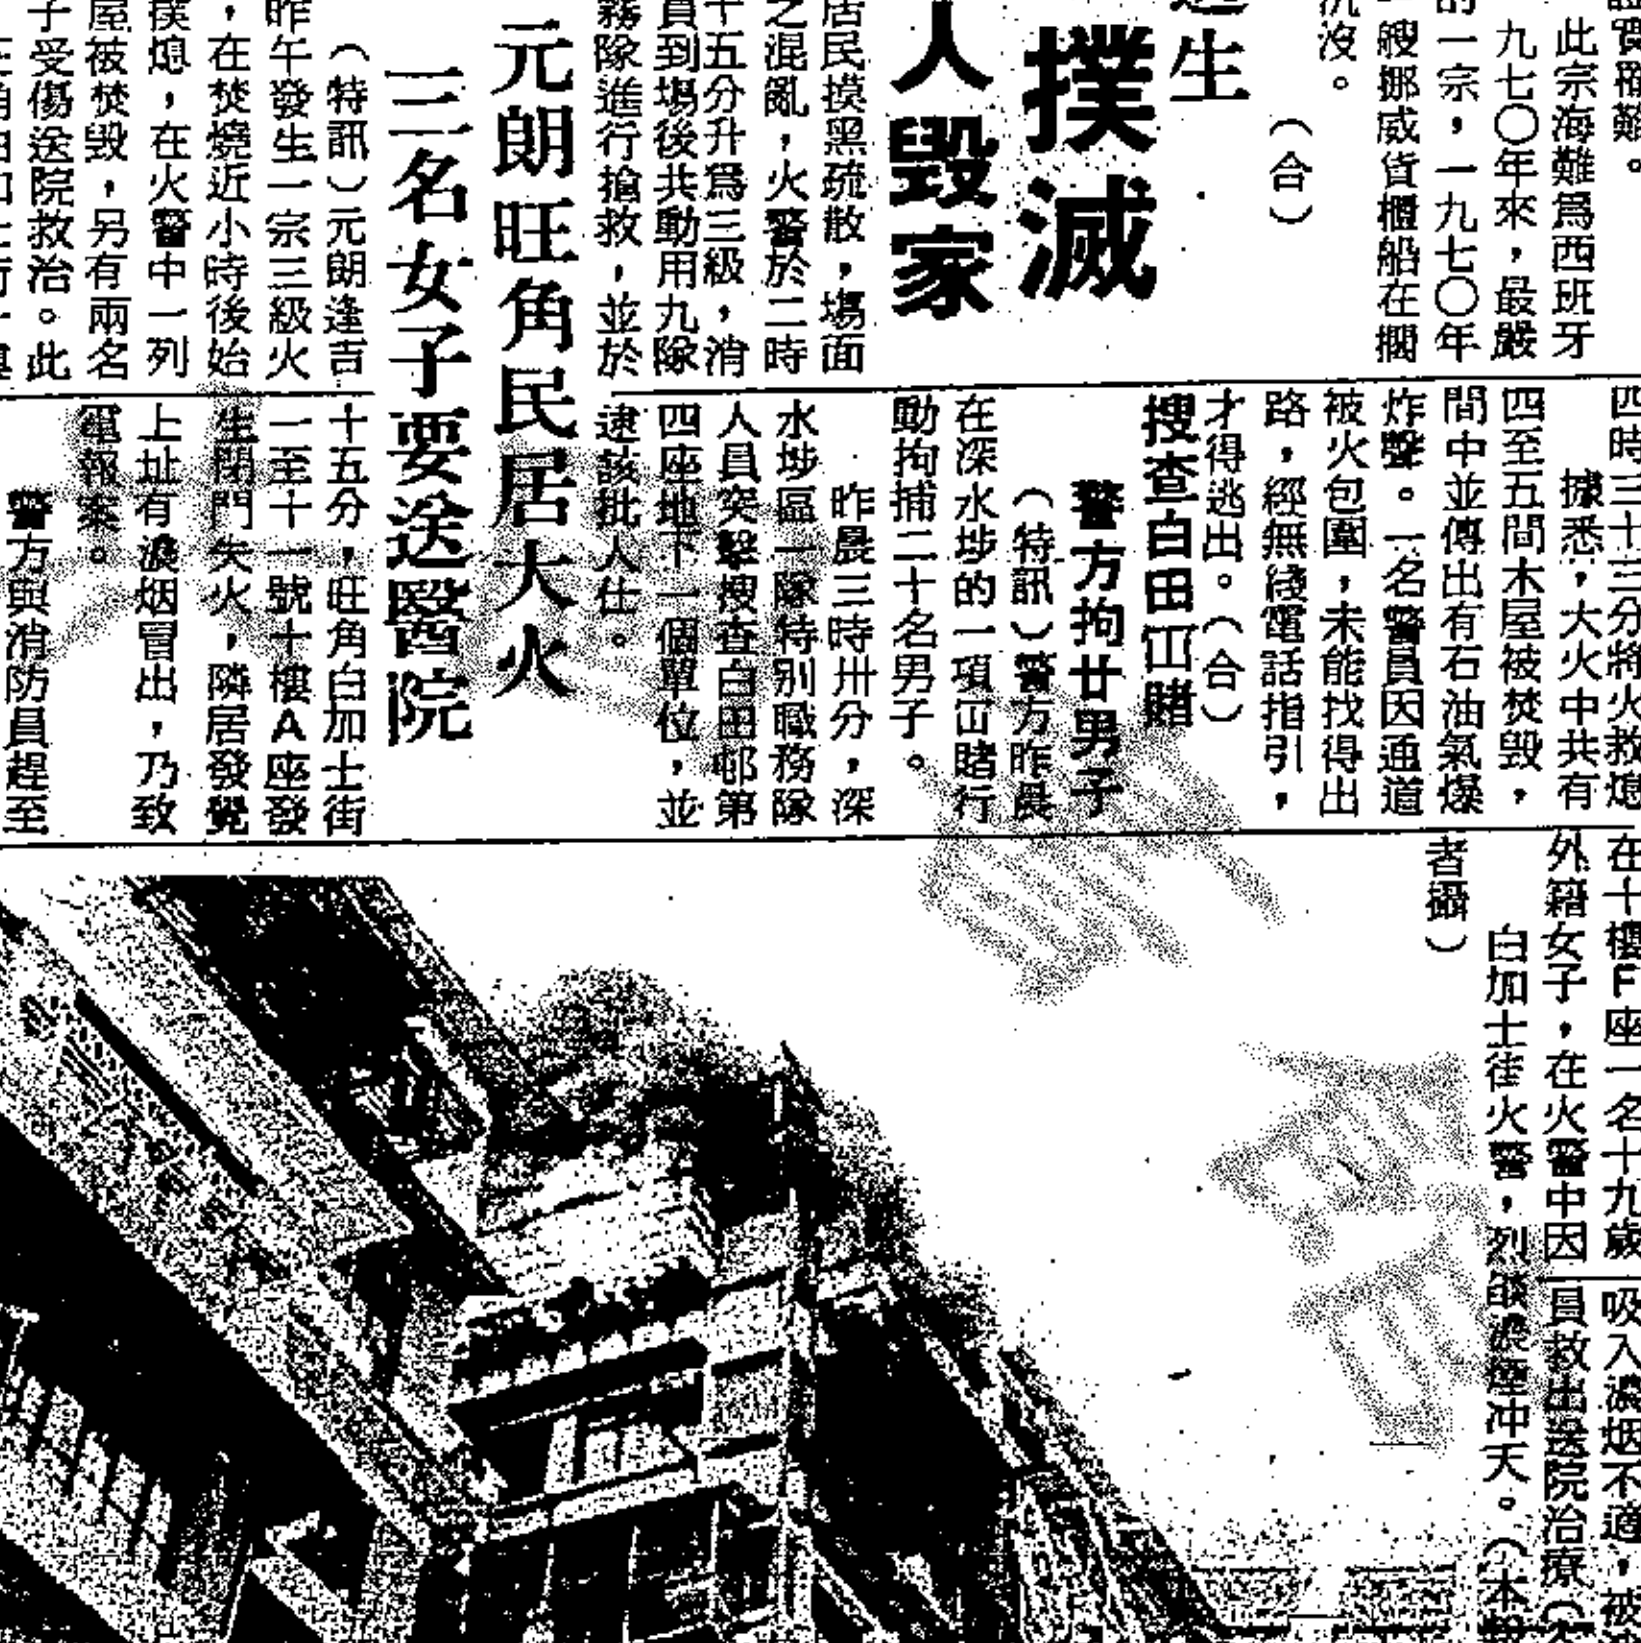 證實罹難。
此宗海難為西班牙
九七〇年來，最嚴
的一宗，一九七〇年
艘挪威貨櫃船在擱
沉沒。
（合）
逃生
撲滅
人毀家
居民摸黑疏散，場面
之混亂，火警於二時
十五分升為三級，消
員到場後共動用九隊
霧隊進行搶救，並於
元朗旺角民居大火
三名女子要送醫院
（特訊）元朗逢吉
昨午發生一宗三級火
，在焚燒近小時後始
撲熄，在火警中一列
屋被焚毀，另有兩名
子受傷送院救治。此
四時三十三分將火救熄
據悉，大火中共有
四至五間木屋被焚毀，
間中並傳出有石油氣爆
炸聲。一名警員因通道
被火包圍，未能找得出
路，經無綫電話指引，
才得逃出。（合）
搜查白田冚賭
警方拘廿男子
（特訊）警方昨晨
在深水埗的一項冚賭行
動拘捕二十名男子。
昨晨三時卅分，深
水埗區一隊特別職務隊
人員突擊搜查白田邨第
四座地下一個單位，並
逮該批人仕。
十五分，旺角白加士街
一至十一號十樓A座發
生閉門失火，隣居發覺
上址有濃烟冒出，乃致
電報案。
警方與消防員趕至
在十樓F座一名十九歲
外籍女子，在火警中因
吸入濃烟不適，被
員救出送院治療
白加士街火警，烈燄濃煙冲天。（本報
者攝）